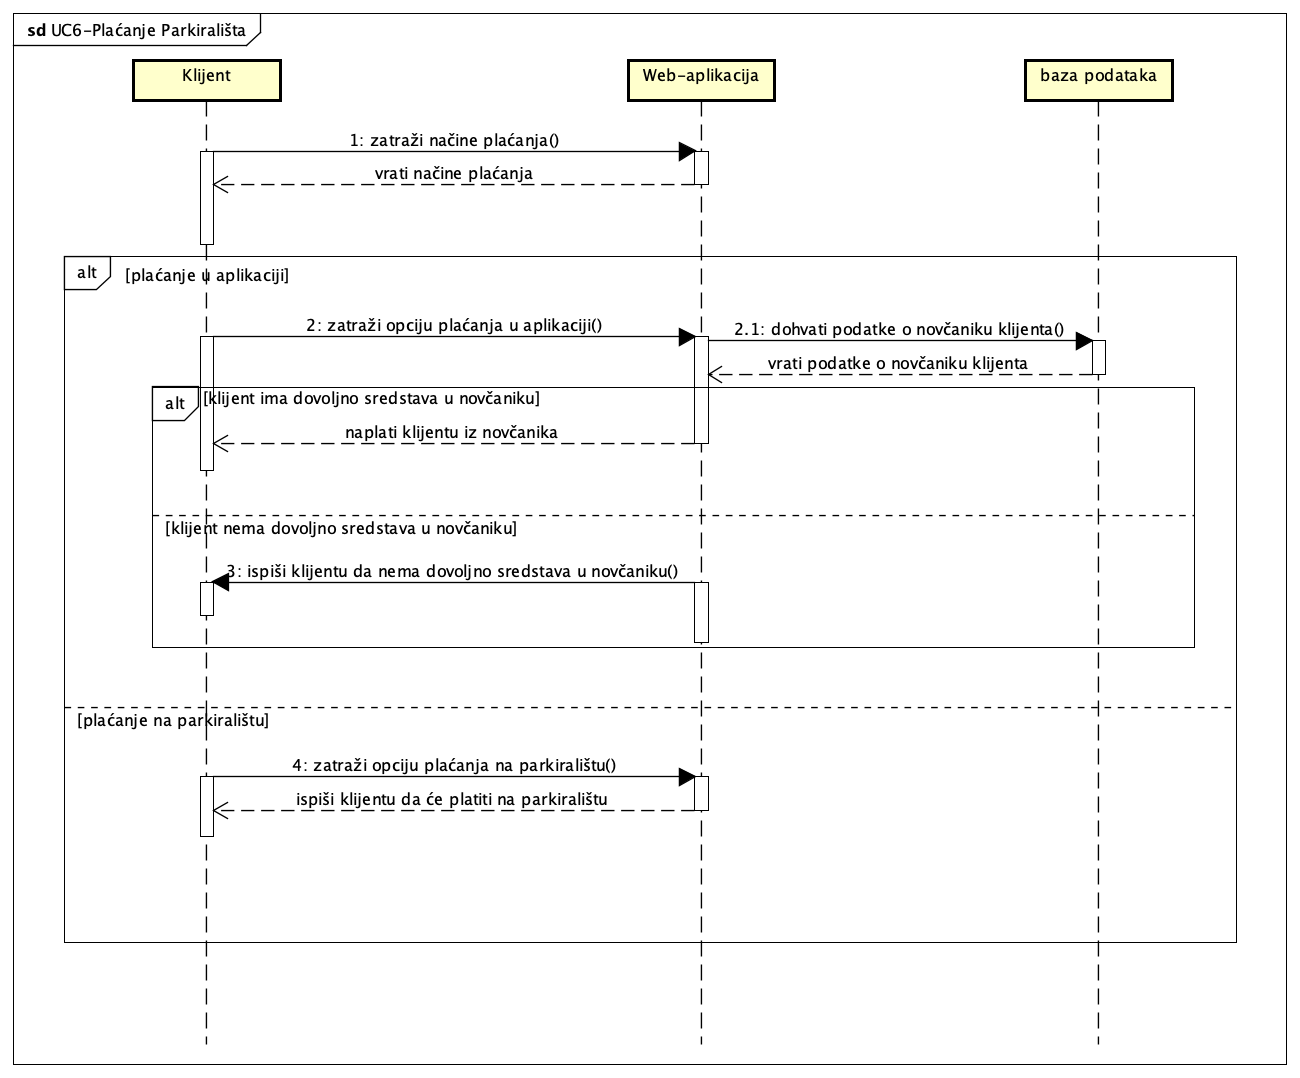 sd UC6-Plaćanje Parkirališta
Klijent
Web-aplikacija
baza podataka
1: zatraži načine plaćanja()
vrati načine plaćanja
alt
[plaćanje u aplikaciji]
2: zatraži opciju plaćanja u aplikaciji()
2.1: dohvati podatke o novčaniku klijenta()
vrati podatke o novčaniku klijenta
alt
[klijent ima dovoljno sredstava u novčaniku]
naplati klijentu iz novčanika
[klijent nema dovoljno sredstava u novčaniku]
3: ispiši klijentu da nema dovoljno sredstava u novčaniku()
[plaćanje na parkiralištu]
4: zatraži opciju plaćanja na parkiralištu()
ispiši klijentu da će platiti na parkiralištu